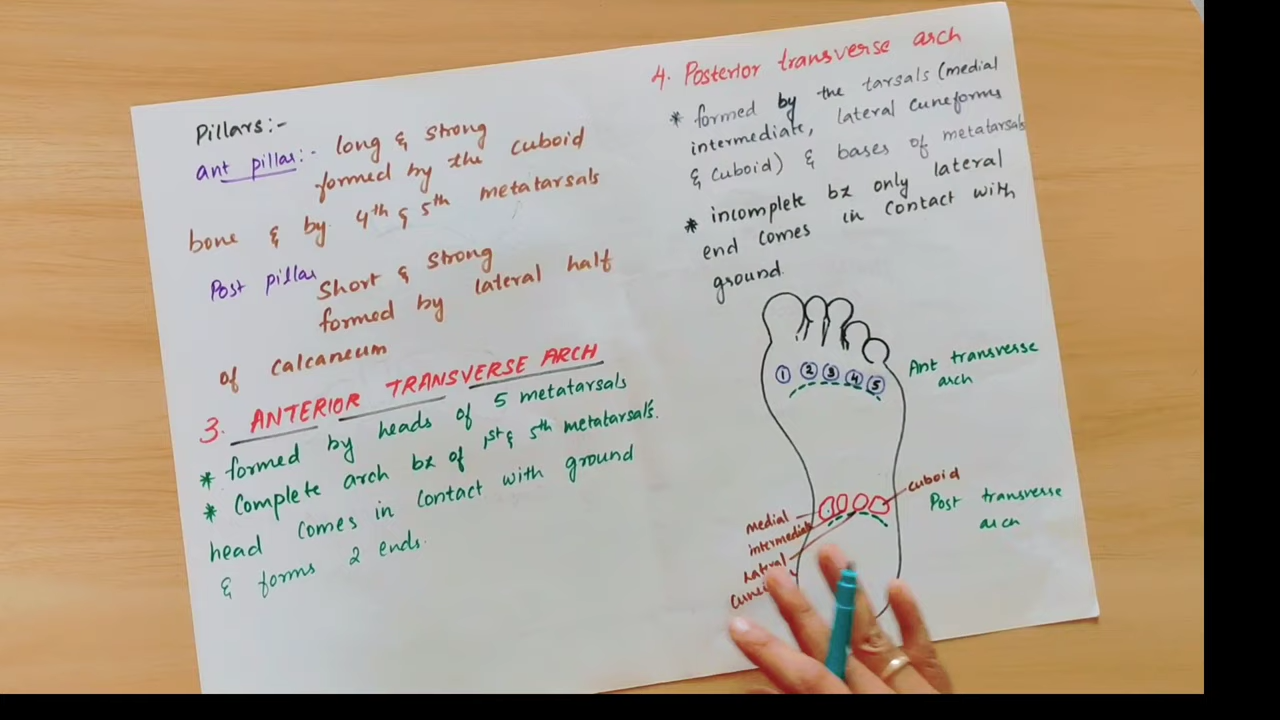 Pillars:-
ant pillar:- long & strong
formed by the cuboid
bone & by 4th & 5th metatarsals
Post pillar short & strong
formed by lateral half
of calcaneum
3. ANTERIOR TRANSVERSE ARCH
* formed by heads of 5 metatarsals
* complete arch bz of 1st & 5th metatarsals.
head comes in contact with ground
& forms 2 ends.
4. Posterior transverse arch
* formed by the tarsals (medial
intermediate, lateral cuneforms
& cuboid) & bases of metatarsals
* incomplete bz only lateral
end comes in contact with
ground.
1 2 3 4 5
Ant transverse
arch
cuboid
Post transverse
arch
medial
intermediate
Lateral